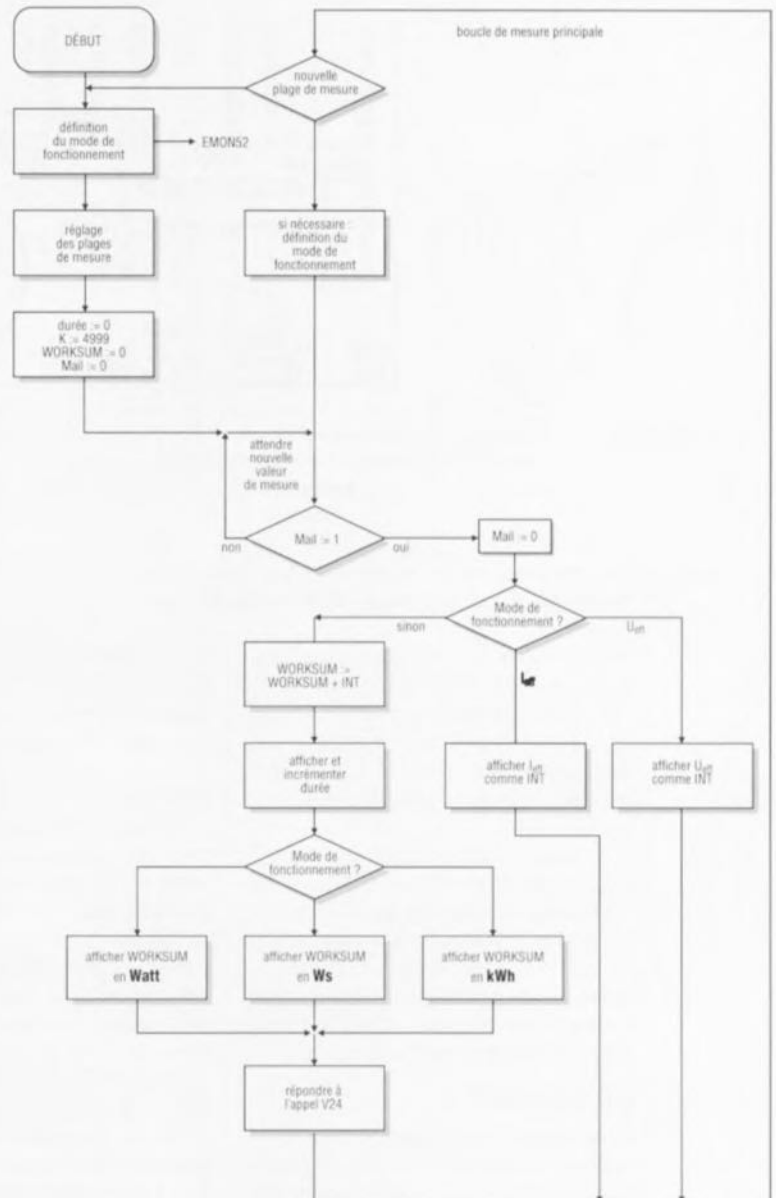 DÉBUT
boucle de mesure principale
nouvelle
plage de mesure
définition
du mode de
fonctionnement
EMON52
réglage
des plages
de mesure
si nécessaire :
définition du
mode de
fonctionnement
durée := 0
K := 4999
WORKSUM := 0
Mail := 0
attendre
nouvelle
valeur
de mesure
non
Mail := 1
oui
Mail := 0
sinon
Mode de
fonctionnement ?
Ueff
WORKSUM :=
WORKSUM + INT
Ieff
afficher et
incrémenter
durée
afficher Ieff
comme INT
afficher Ueff
comme INT
Mode de
fonctionnement ?
afficher WORKSUM
en Watt
afficher WORKSUM
en Ws
afficher WORKSUM
en kWh
répondre à
l'appel V24